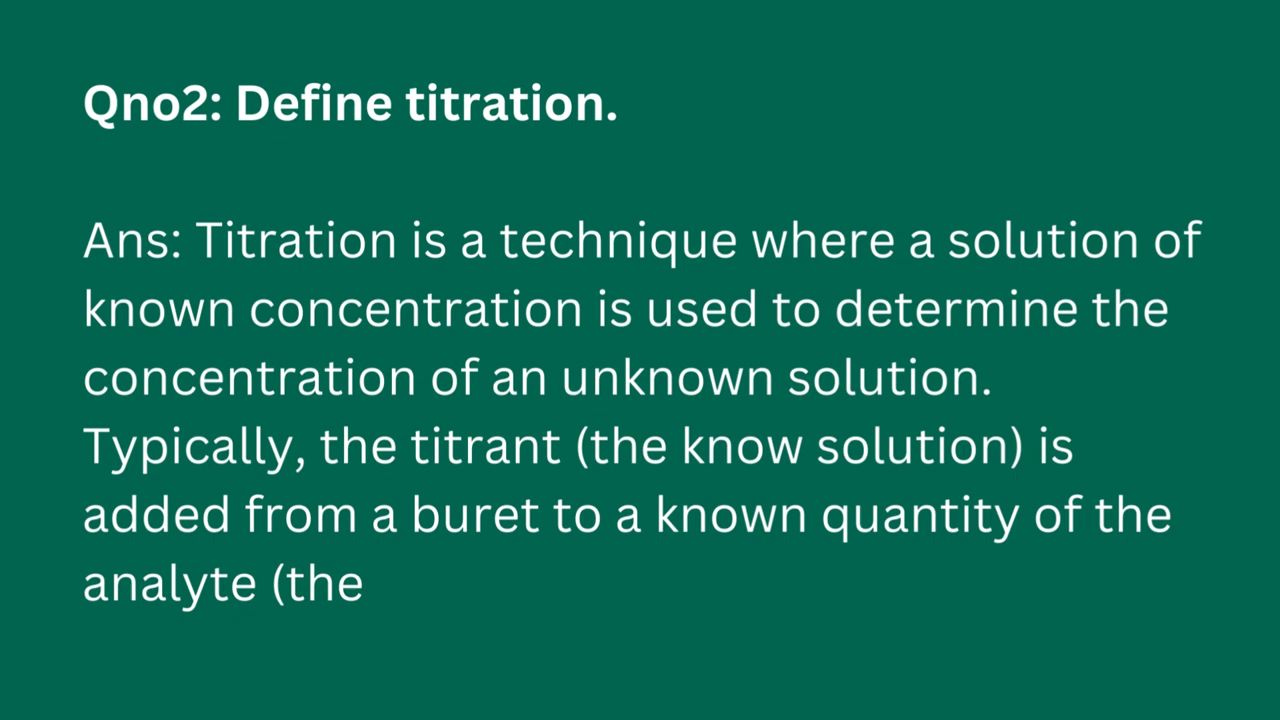 Qno2: Define titration.
Ans: Titration is a technique where a solution of
known concentration is used to determine the
concentration of an unknown solution.
Typically, the titrant (the know solution) is
added from a buret to a known quantity of the
analyte (the